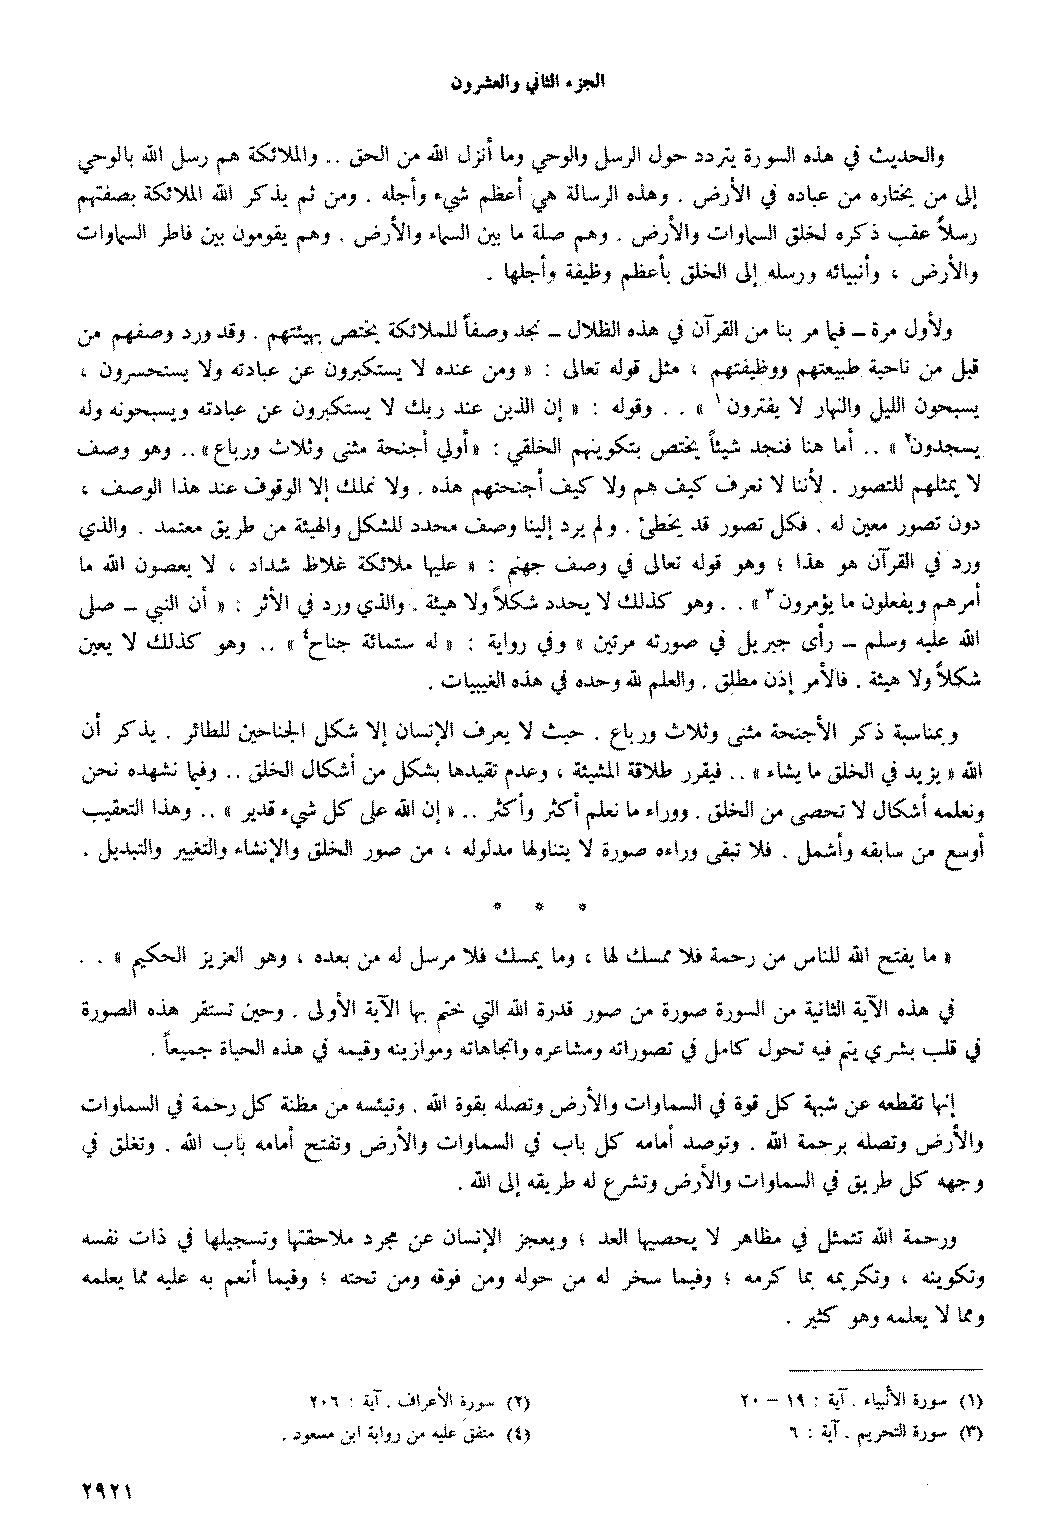 الجزء الثاني والعشرون
والحديث في هذه السورة يتردد حول الرسل والوحي وما أنزل الله من الحق .. والملائكة هم رسل الله بالوحي
إلى من يختاره من عباده في الأرض . وهذه الرسالة هي أعظم شيء وأجله . ومن ثم يذكر الله الملائكة بصفتهم
رسلاً عقب ذكره لخلق السماوات والأرض . وهم صلة ما بين السماء والأرض . وهم يقومون بين فاطر السماوات
والأرض ، وأنبيائه ورسله إلى الخلق بأعظم وظيفة وأجلها .
ولأول مرة – فيما مر بنا من القرآن في هذه الظلال – نجد وصفاً للملائكة يختص بهيئتهم . وقد ورد وصفهم من
قبل من ناحية طبيعتهم ووظيفتهم ، مثل قوله تعالى : « ومن عنده لا يستكبرون عن عبادته ولا يستحسرون ،
يسبحون الليل والنهار لا يفترون١ » . . وقوله : « إن الذين عند ربك لا يستكبرون عن عبادته ويسبحونه وله
يسجدون٢ » .. أما هنا فنجد شيئاً يختص بتكوينهم الخلقي : «أولي أجنحة مثنى وثلاث ورباع».. وهو وصف
لا يمثلهم للتصور . لأننا لا نعرف كيف هم ولا كيف أجنحتهم هذه . ولا نملك إلا الوقوف عند هذا الوصف ،
دون تصور معين له . فكل تصور قد يخطئ . ولم يرد إلينا وصف محدد للشكل والهيئة من طريق معتمد . والذي
ورد في القرآن هو هذا ؛ وهو قوله تعالى في وصف جهنم : « عليها ملائكة غلاظ شداد ، لا يعصون الله ما
أمرهم ويفعلون ما يؤمرون٣ » . . وهو كذلك لا يحدد شكلاً ولا هيئة . والذي ورد في الأثر : « أن النبي – صلى
الله عليه وسلم – رأى جبريل في صورته مرتين » وفي رواية : « له ستمائة جناح٤ » .. وهو كذلك لا يعين
شكلاً ولا هيئة . فالأمر إذن مطلق . والعلم لله وحده في هذه الغيبيات .
وبمناسبة ذكر الأجنحة مثنى وثلاث ورباع . حيث لا يعرف الإنسان إلا شكل الجناحين للطائر . يذكر أن
الله « يزيد في الخلق ما يشاء » .. فيقرر طلاقة المشيئة ، وعدم تقيدها بشكل من أشكال الخلق .. وفيما نشهده نحن
ونعلمه أشكال لا تحصى من الخلق . ووراء ما نعلم أكثر وأكثر .. « إن الله على كل شيء قدير » .. وهذا التعقيب
أوسع من سابقه وأشمل . فلا تبقى وراءه صورة لا يتناولها مدلوله ، من صور الخلق والإنشاء والتغيير والتبديل .
* * *
« ما يفتح الله للناس من رحمة فلا ممسك لها ، وما يمسك فلا مرسل له من بعده ، وهو العزيز الحكيم » . .
في هذه الآية الثانية من السورة صورة من صور قدرة الله التي ختم بها الآية الأولى . وحين تستقر هذه الصورة
في قلب بشري يتم فيه تحول كامل في تصوراته ومشاعره واتجاهاته وموازينه وقيمه في هذه الحياة جميعاً .
إنها تقطعه عن شبهة كل قوة في السماوات والأرض وتصله بقوة الله . وتيئسه من مظنة كل رحمة في السماوات
والأرض وتصله برحمة الله . وتوصد أمامه كل باب في السماوات والأرض وتفتح أمامه باب الله . وتغلق في
وجهه كل طريق في السماوات والأرض وتشرع له طريقه إلى الله .
ورحمة الله تتمثل في مظاهر لا يحصيها العد ؛ ويعجز الإنسان عن مجرد ملاحقتها وتسجيلها في ذات نفسه
وتكوينه ، وتكريمه بما كرمه ؛ وفيما سخر له من حوله ومن فوقه ومن تحته ؛ وفيما أنعم به عليه مما يعلمه
ومما لا يعلمه وهو كثير .
(١) سورة الأنبياء . آية : ١٩ – ٢٠
(٢) سورة الأعراف . آية : ٢٠٦
(٣) سورة التحريم . آية : ٦
(٤) متفق عليه من رواية ابن مسعود .
٢٩٢١